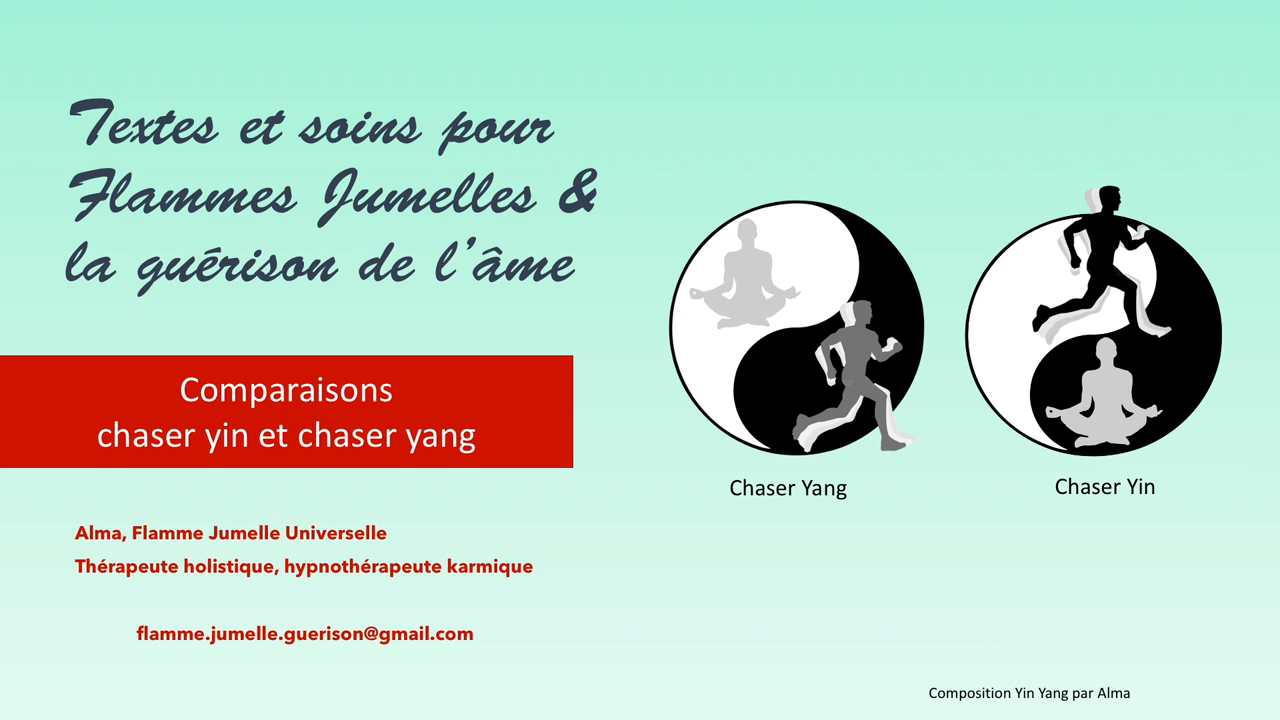 Textes et soins pour
Flammes Jumelles &
la guérison de l'âme
Comparaisons
chaser yin et chaser yang
Alma, Flamme Jumelle Universelle
Thérapeute holistique, hypnothérapeute karmique
flamme.jumelle.guerison@gmail.com
Chaser Yang
Chaser Yin
Composition Yin Yang par Alma